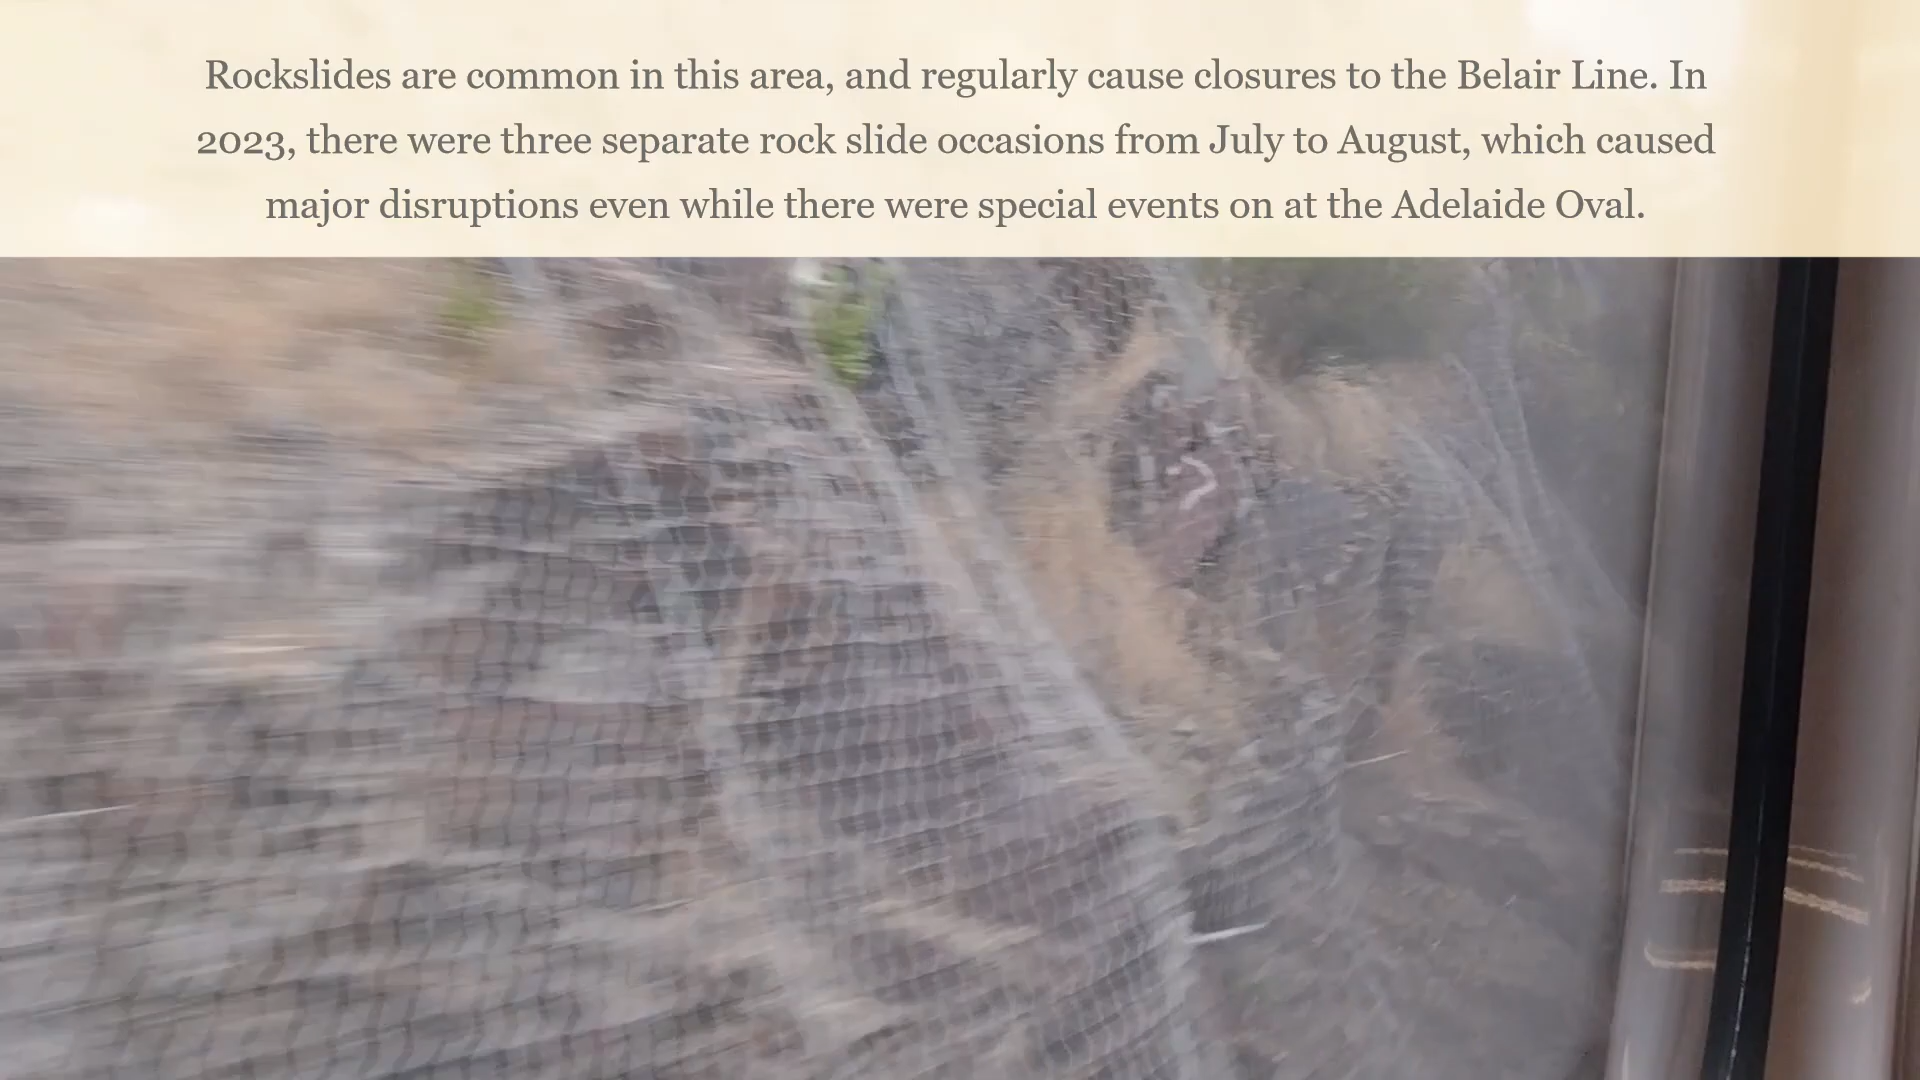 Rockslides are common in this area, and regularly cause closures to the Belair Line. In
2023, there were three separate rock slide occasions from July to August, which caused
major disruptions even while there were special events on at the Adelaide Oval.